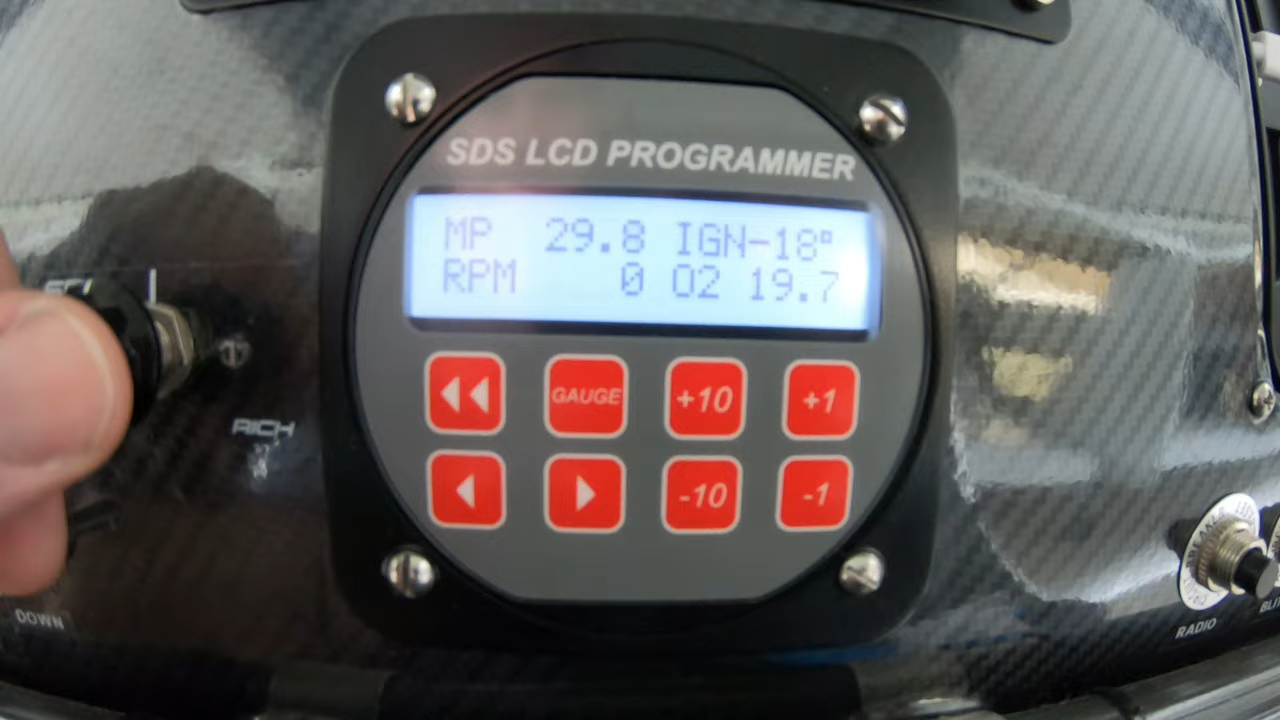 SDS LCD PROGRAMMER
MP 29.8 IGN-18°
RPM 0 O2 19.7
GAUGE +10 +1
-10 -1
RICH
DOWN
RADIO